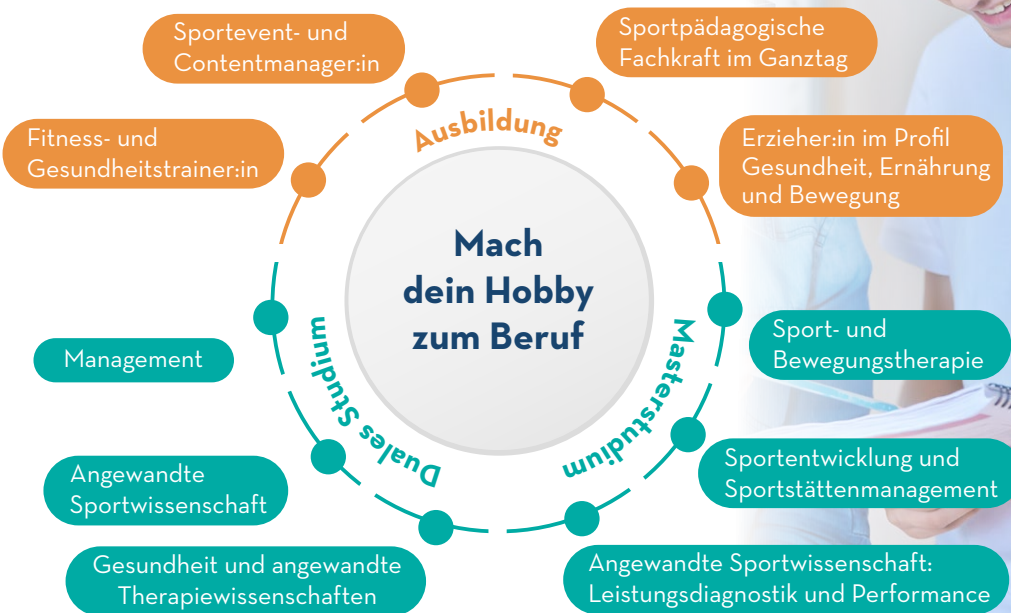 Sportevent- und
Contentmanager:in
Sportpädagogische
Fachkraft im Ganztag
Fitness- und
Gesundheitstrainer:in
Ausbildung
Erzieher:in im Profil
Gesundheit, Ernährung
und Bewegung
Mach
dein Hobby
zum Beruf
Management
Duales Studium
Masterstudium
Sport- und
Bewegungstherapie
Angewandte
Sportwissenschaft
Sportentwicklung und
Sportstättenmanagement
Gesundheit und angewandte
Therapiewissenschaften
Angewandte Sportwissenschaft:
Leistungsdiagnostik und Performance